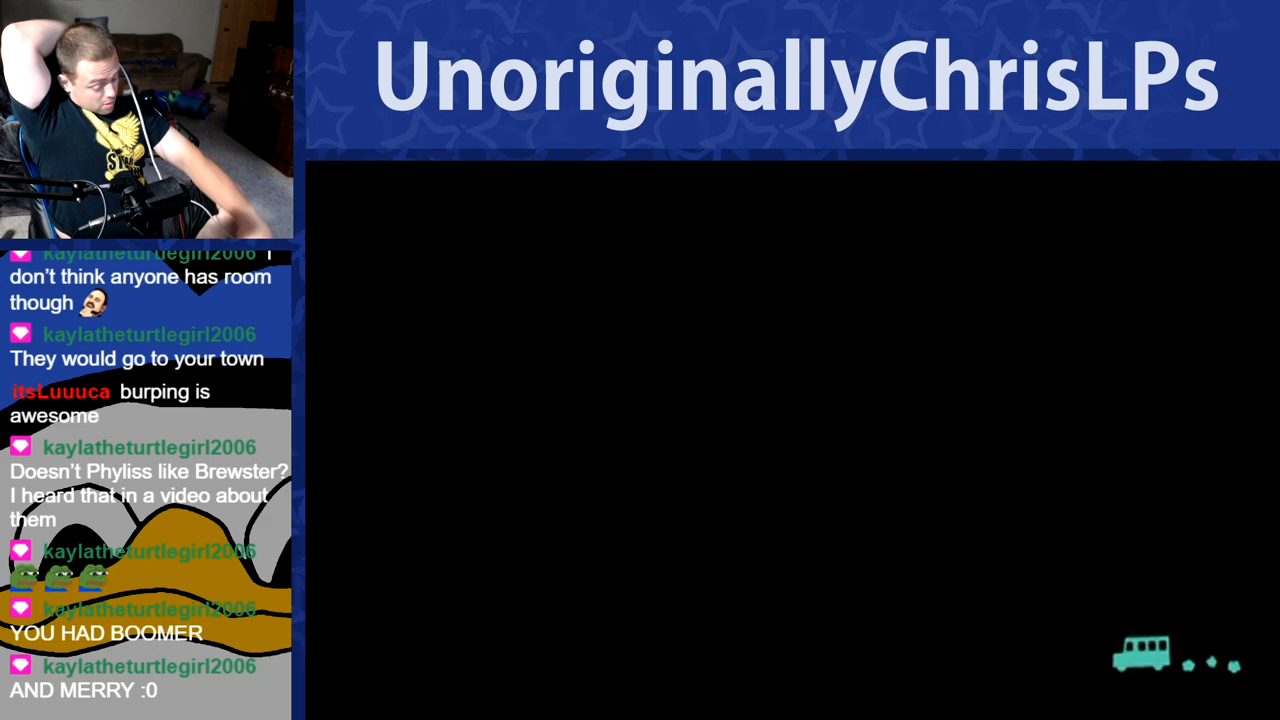 UnoriginallyChrisLPs
kaylatheturtlegirl2006 I
don't think anyone has room
though
kaylatheturtlegirl2006
They would go to your town
itsLuuuca burping is
awesome
kaylatheturtlegirl2006
Doesn't Phyliss like Brewster?
I heard that in a video about
them
kaylatheturtlegirl2006
kaylatheturtlegirl2006
YOU HAD BOOMER
kaylatheturtlegirl2006
AND MERRY :0